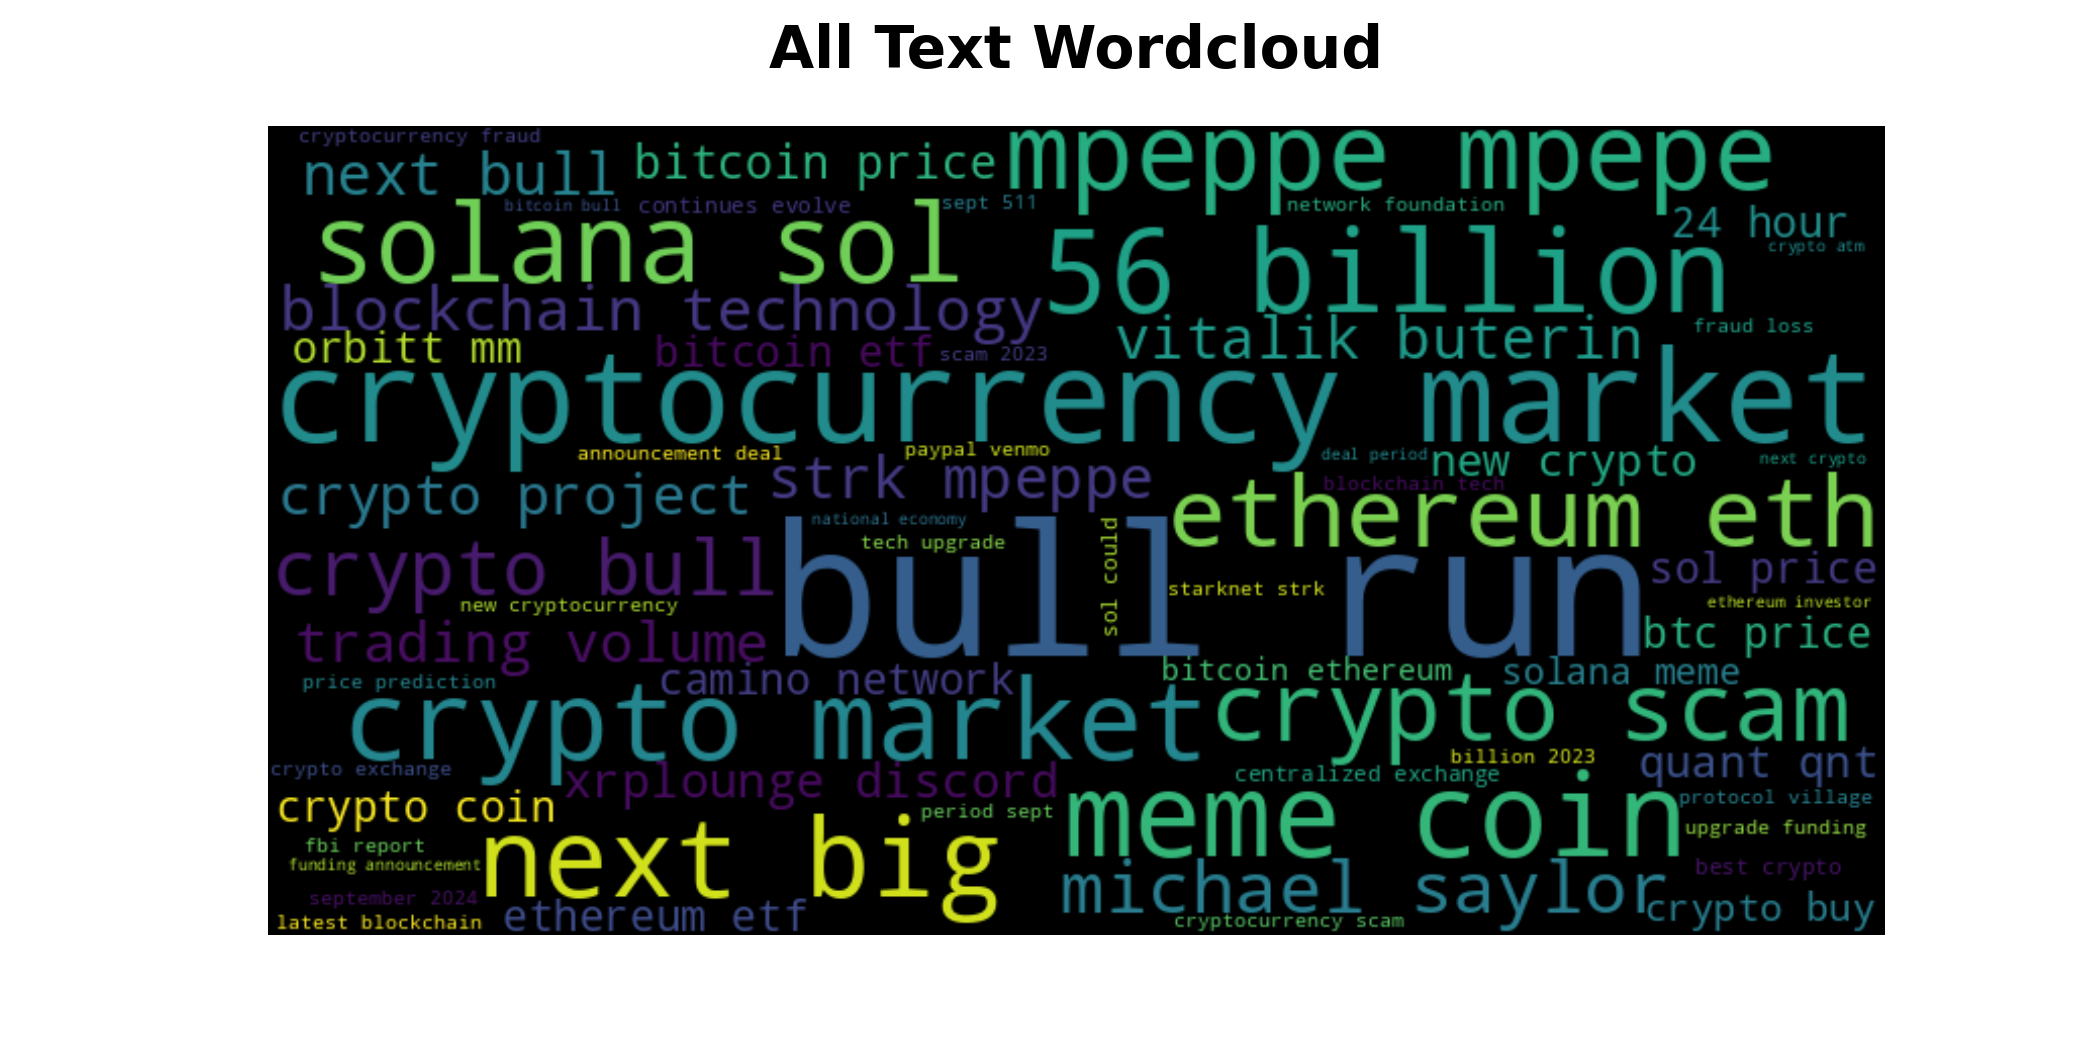 All Text Wordcloud
cryptocurrency fraud
next bull
bitcoin price
mpeppe mpepe
bitcoin bull
continues evolve
sept 511
network foundation
24 hour
crypto atm
solana sol
56 billion
blockchain technology
vitalik buterin
fraud loss
orbitt mm
bitcoin etf
scam 2023
cryptocurrency market
announcement deal
paypal venmo
deal period
new crypto
next crypto
crypto project
strk mpeppe
blockchain tech
ethereum eth
national economy
tech upgrade
sol could
crypto bull
bull run
starknet strk
sol price
new cryptocurrency
ethereum investor
trading volume
btc price
price prediction
camino network
bitcoin ethereum
solana meme
crypto market
crypto scam
crypto exchange
xrplounge discord
centralized exchange
billion 2023
quant qnt
crypto coin
period sept
meme coin
protocol village
fbi report
next big
upgrade funding
funding announcement
michael saylor
best crypto
september 2024
latest blockchain
ethereum etf
cryptocurrency scam
crypto buy